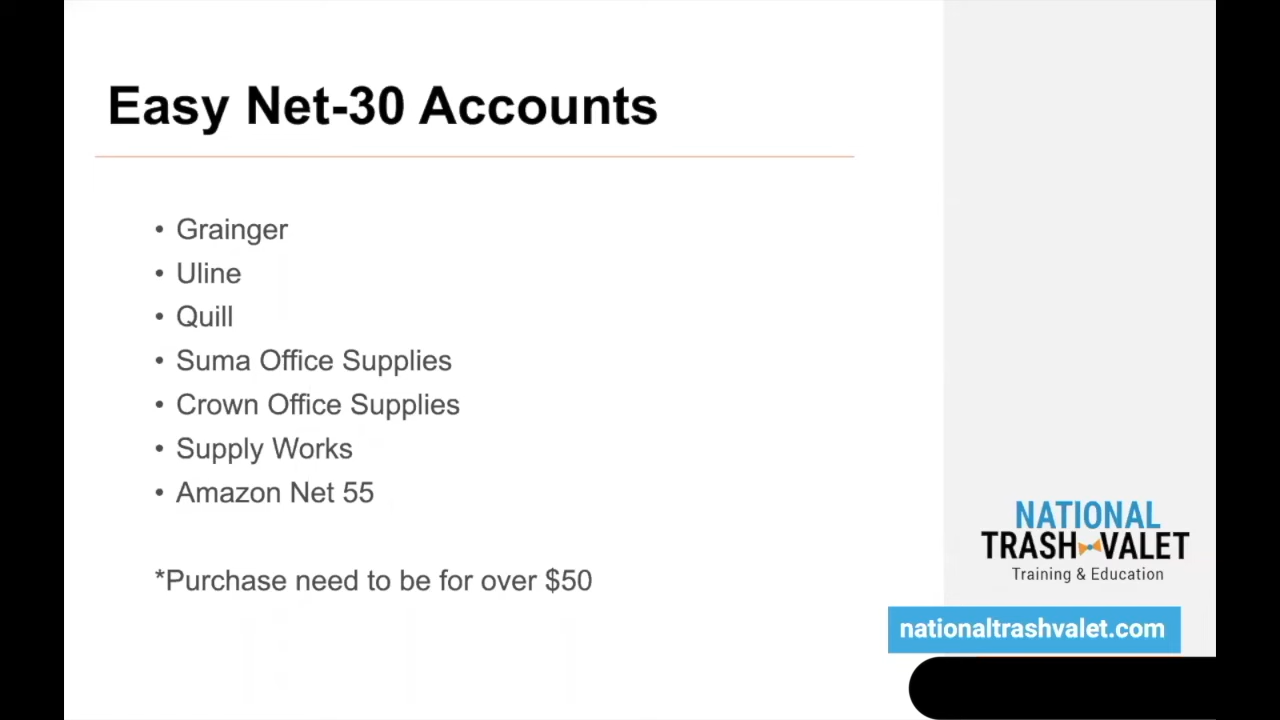 Easy Net-30 Accounts
• Grainger
• Uline
• Quill
• Suma Office Supplies
• Crown Office Supplies
• Supply Works
• Amazon Net 55
*Purchase need to be for over $50
NATIONAL
TRASH VALET
Training & Education
nationaltrashvalet.com